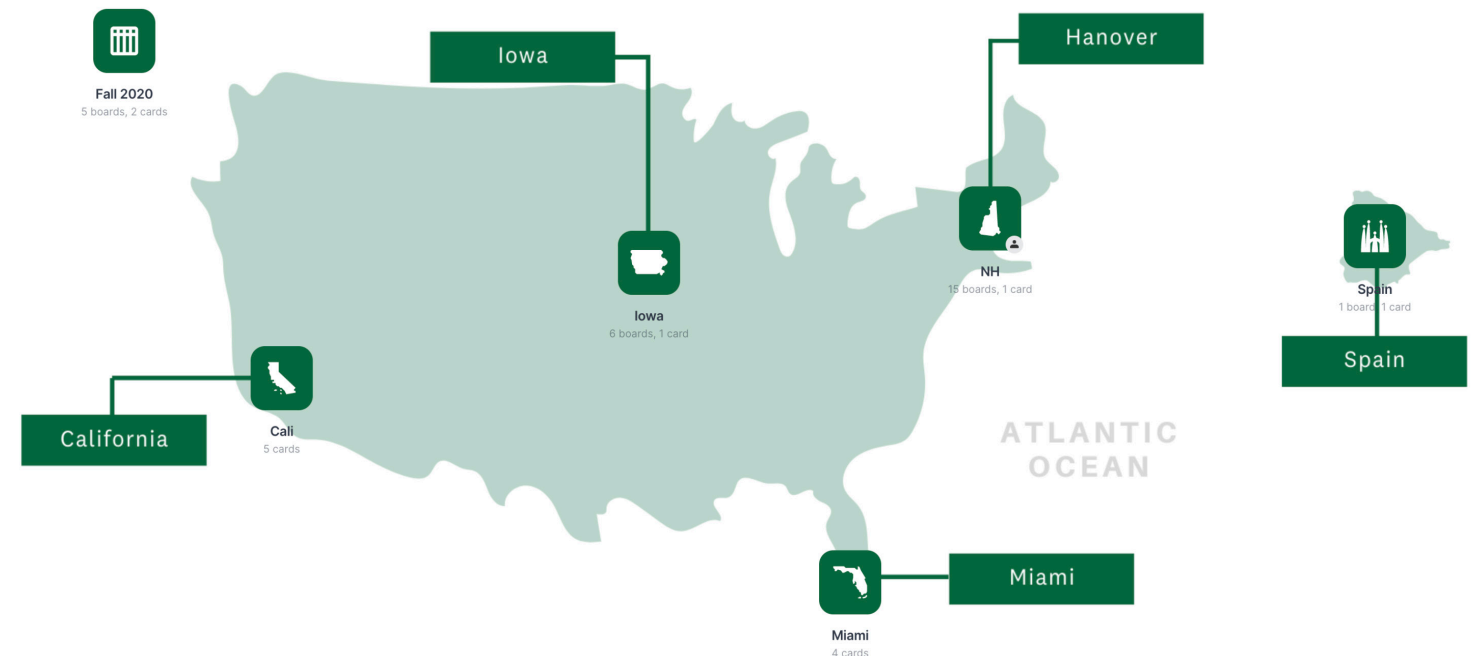 Fall 2020
5 boards, 2 cards
Iowa
Hanover
Iowa
6 boards, 1 card
NH
15 boards, 1 card
Spain
1 board, 1 card
Spain
California
Cali
5 cards
ATLANTIC
OCEAN
Miami
Miami
4 cards